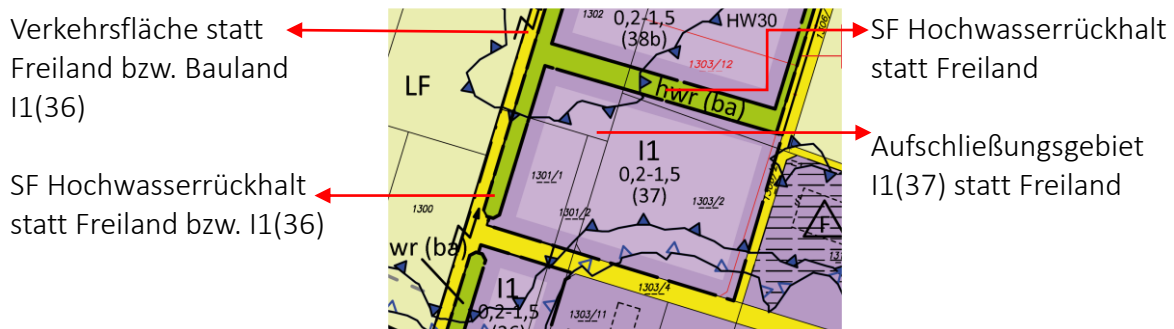 Verkehrsfläche statt
Freiland bzw. Bauland
I1(36)
SF Hochwasserrückhalt
statt Freiland bzw. I1(36)
1302
0,2-1,5
(38b)
HW30
1303/12
LF
hwr (ba)
I1
0,2-1,5
(37)
1301/1
1301/2
1303/2
1300
wr (ba)
I1
0,2-1,5
1303/4
1303/11
F
SF Hochwasserrückhalt
statt Freiland
Aufschließungsgebiet
I1(37) statt Freiland